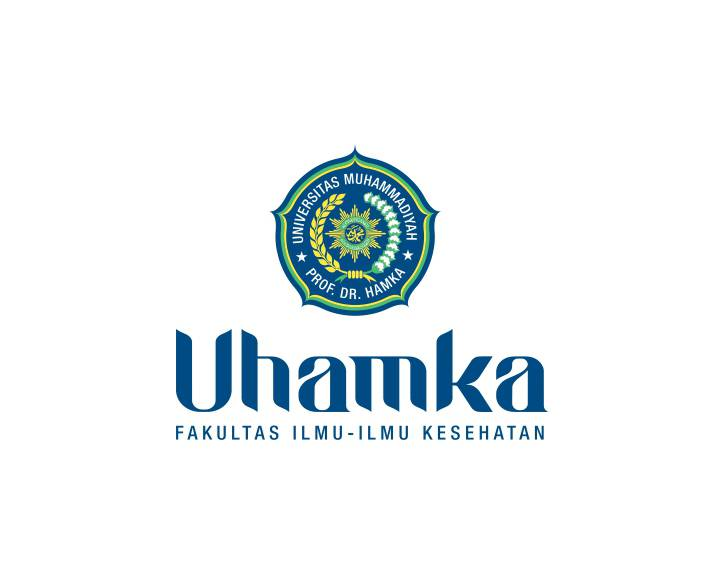 UNIVERSITAS MUHAMMADIYAH
PROF. DR. HAMKA
Uhamka
FAKULTAS ILMU-ILMU KESEHATAN